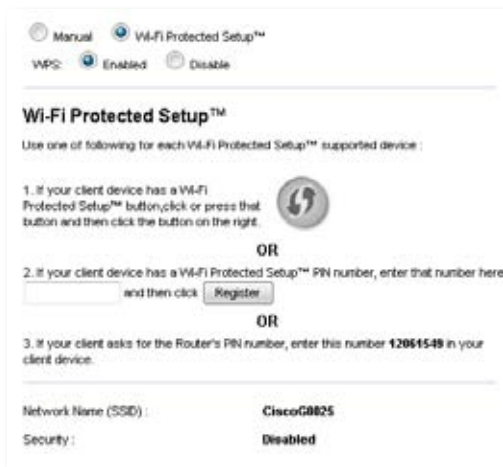 Manual Wi-Fi Protected Setup™
WPS: Enabled Disable
Wi-Fi Protected Setup™
Use one of following for each Wi-Fi Protected Setup™ supported device :
1. If your client device has a Wi-Fi
Protected Setup™ button,click or press that
button and then click the button on the right.
OR
2. If your client device has a Wi-Fi Protected Setup™ PIN number, enter that number here
and then click Register
OR
3. If your client asks for the Router's PIN number, enter this number 12061549 in your
client device.
Network Name (SSID) : CiscoG0025
Security : Disabled